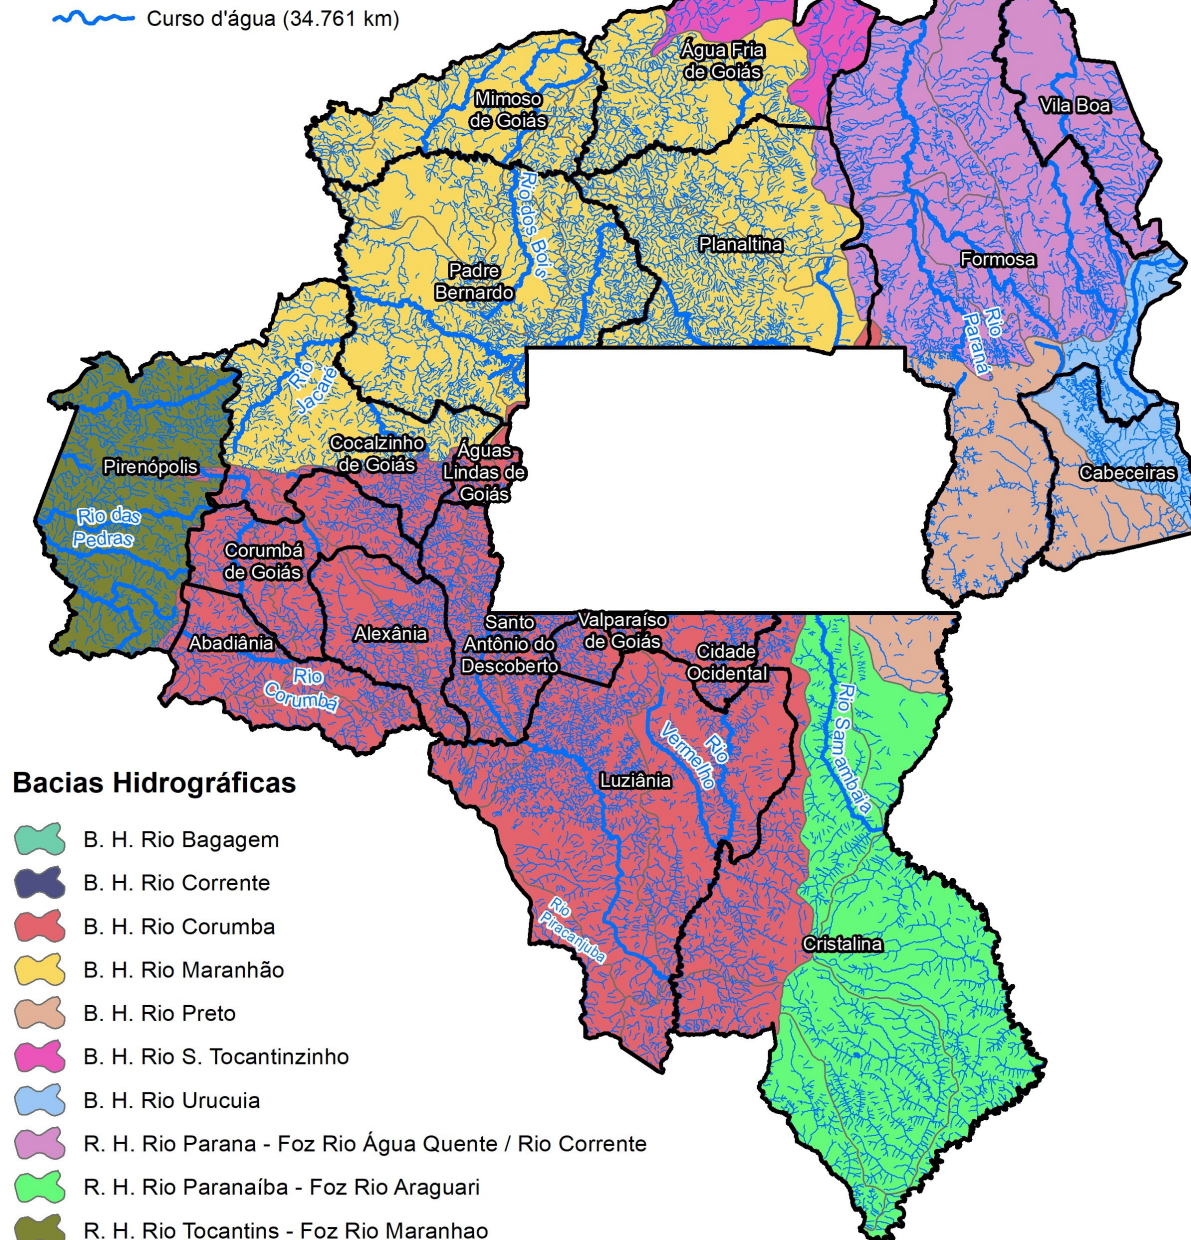 Curso d'água (34.761 km)
Água Fria
de Goiás
Mimoso
de Goiás
Vila Boa
Rio dos Bois
Planaltina
Formosa
Padre
Bernardo
Rio
Paranã
Rio
Jacaré
Cocalzinho
de Goiás
Águas
Lindas de
Goiás
Pirenópolis
Cabeceiras
Rio das
Pedras
Corumbá
de Goiás
Abadiânia
Alexânia
Santo
Antônio do
Descoberto
Valparaíso
de Goiás
Cidade
Ocidental
Rio
Corumbá
Rio Samambaia
Rio
Vermelho
Luziânia
Rio
Piracanjuba
Cristalina
Bacias Hidrográficas
B. H. Rio Bagagem
B. H. Rio Corrente
B. H. Rio Corumba
B. H. Rio Maranhão
B. H. Rio Preto
B. H. Rio S. Tocantinzinho
B. H. Rio Urucuia
R. H. Rio Parana - Foz Rio Água Quente / Rio Corrente
R. H. Rio Paranaíba - Foz Rio Araguari
R. H. Rio Tocantins - Foz Rio Maranhao